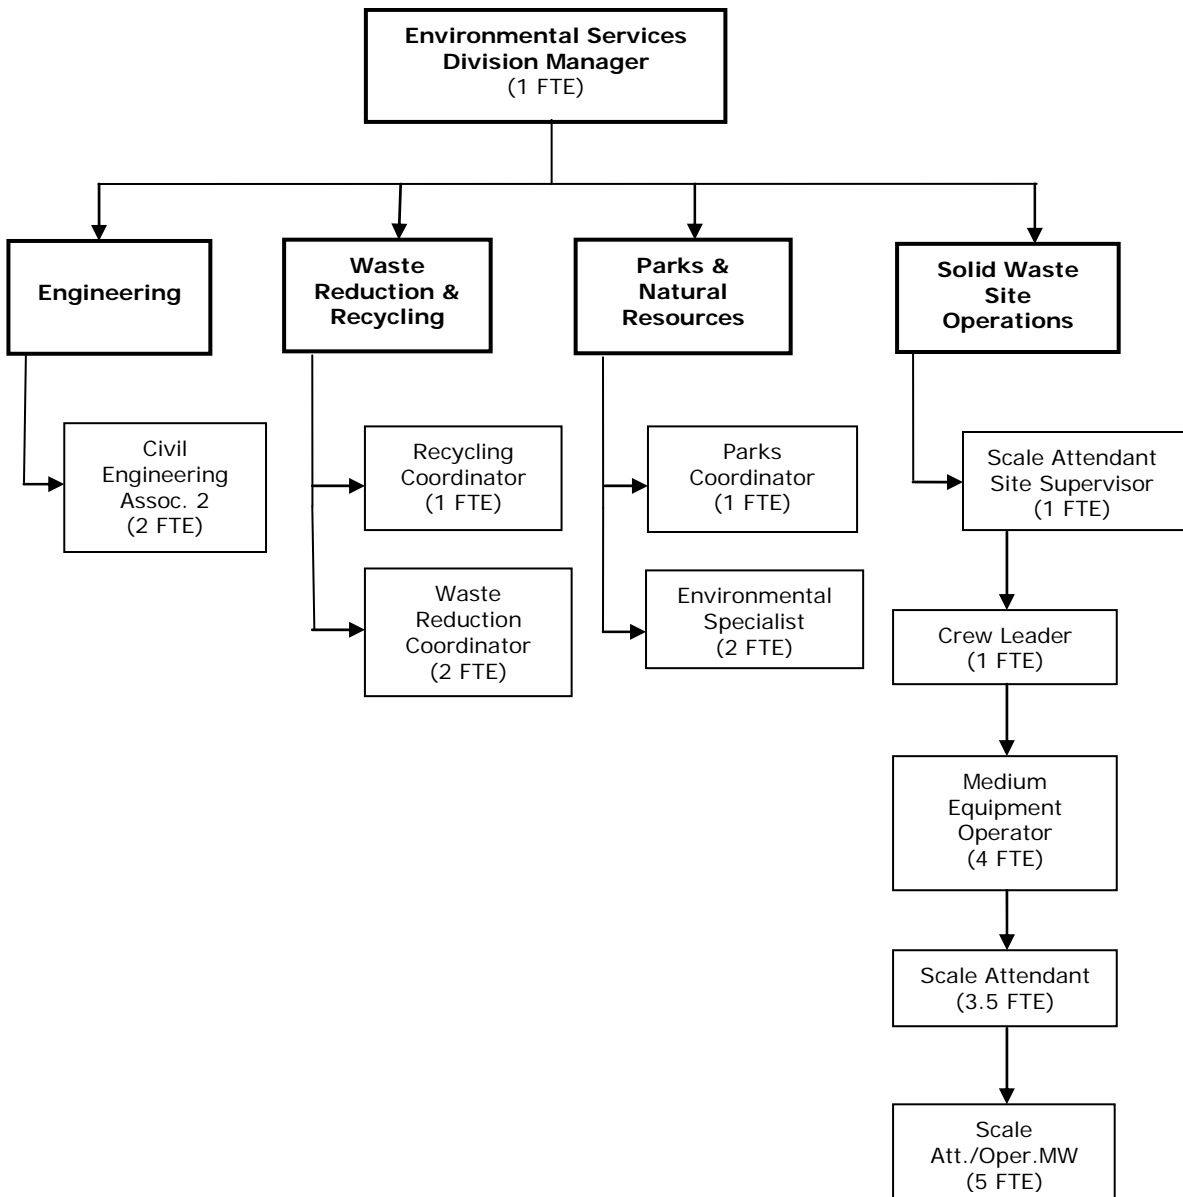 Environmental Services
Division Manager
(1 FTE)
Engineering
Waste
Reduction &
Recycling
Parks &
Natural
Resources
Solid Waste
Site
Operations
Civil
Engineering
Assoc. 2
(2 FTE)
Recycling
Coordinator
(1 FTE)
Parks
Coordinator
(1 FTE)
Scale Attendant
Site Supervisor
(1 FTE)
Waste
Reduction
Coordinator
(2 FTE)
Environmental
Specialist
(2 FTE)
Crew Leader
(1 FTE)
Medium
Equipment
Operator
(4 FTE)
Scale Attendant
(3.5 FTE)
Scale
Att./Oper.MW
(5 FTE)